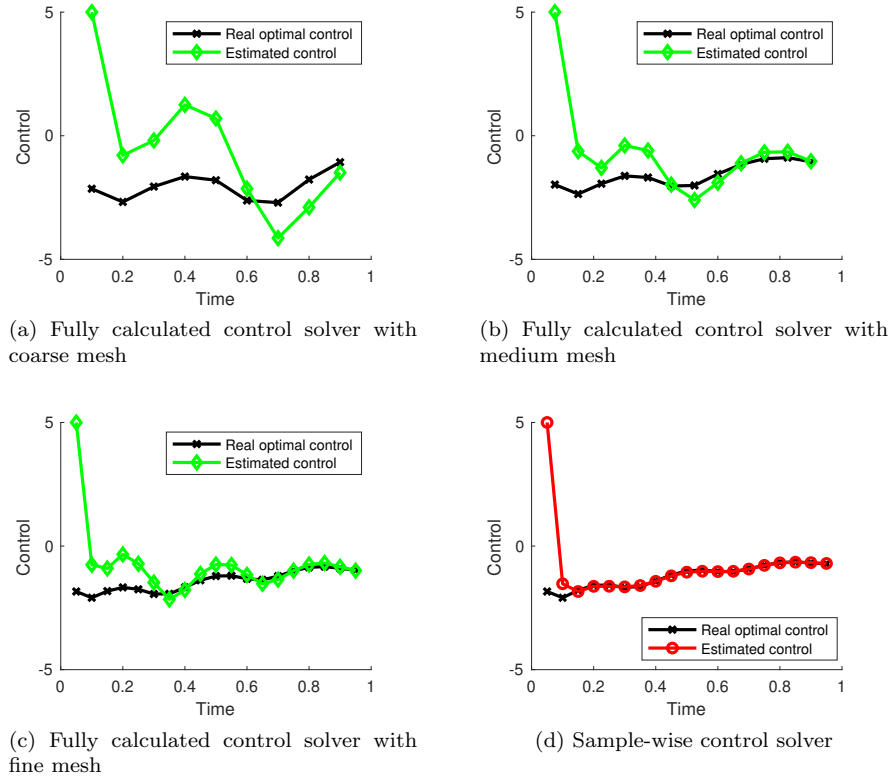 5
0
-5
0
0.2
0.4
0.6
0.8
1
Control
Time
Real optimal control
Estimated control
(a) Fully calculated control solver with
coarse mesh
5
0
-5
0
0.2
0.4
0.6
0.8
1
Control
Time
Real optimal control
Estimated control
(b) Fully calculated control solver with
medium mesh
5
0
-5
0
0.2
0.4
0.6
0.8
1
Control
Time
Real optimal control
Estimated control
(c) Fully calculated control solver with
fine mesh
5
0
-5
0
0.2
0.4
0.6
0.8
1
Control
Time
Real optimal control
Estimated control
(d) Sample-wise control solver